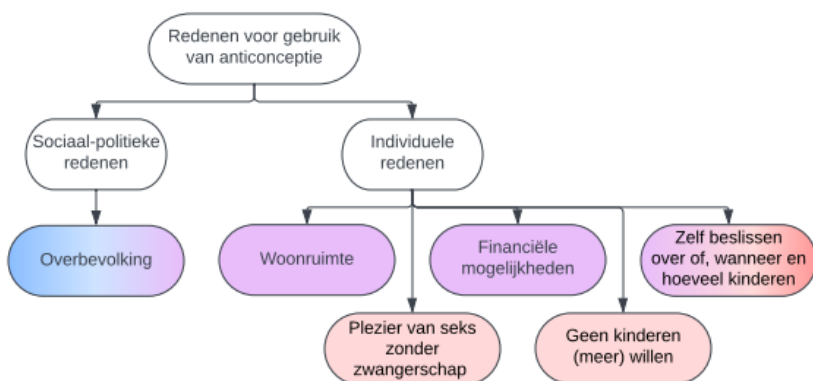 Redenen voor gebruik
van anticonceptie
Sociaal-politieke
redenen
Individuele
redenen
Overbevolking
Woonruimte
Financiële
mogelijkheden
Zelf beslissen
over of, wanneer en
hoeveel kinderen
Plezier van seks
zonder
zwangerschap
Geen kinderen
(meer) willen